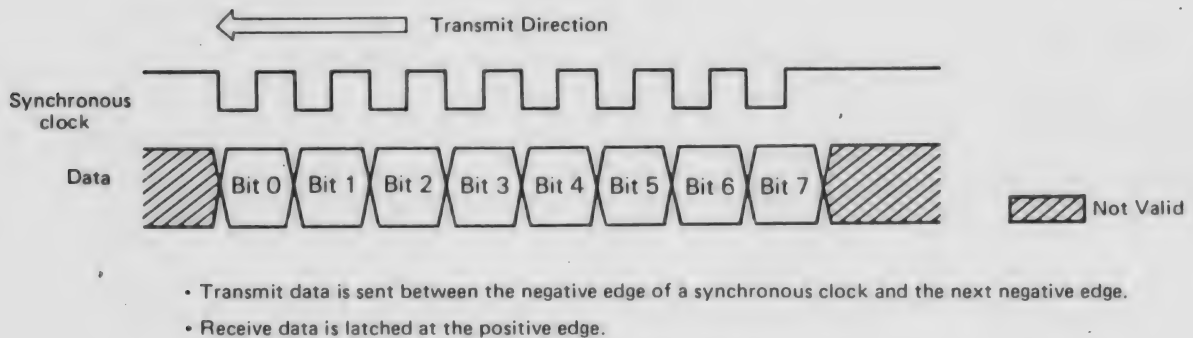 Transmit Direction
Synchronous
clock
Data
Bit 0 Bit 1 Bit 2 Bit 3 Bit 4 Bit 5 Bit 6 Bit 7
Not Valid
• Transmit data is sent between the negative edge of a synchronous clock and the next negative edge.
• Receive data is latched at the positive edge.